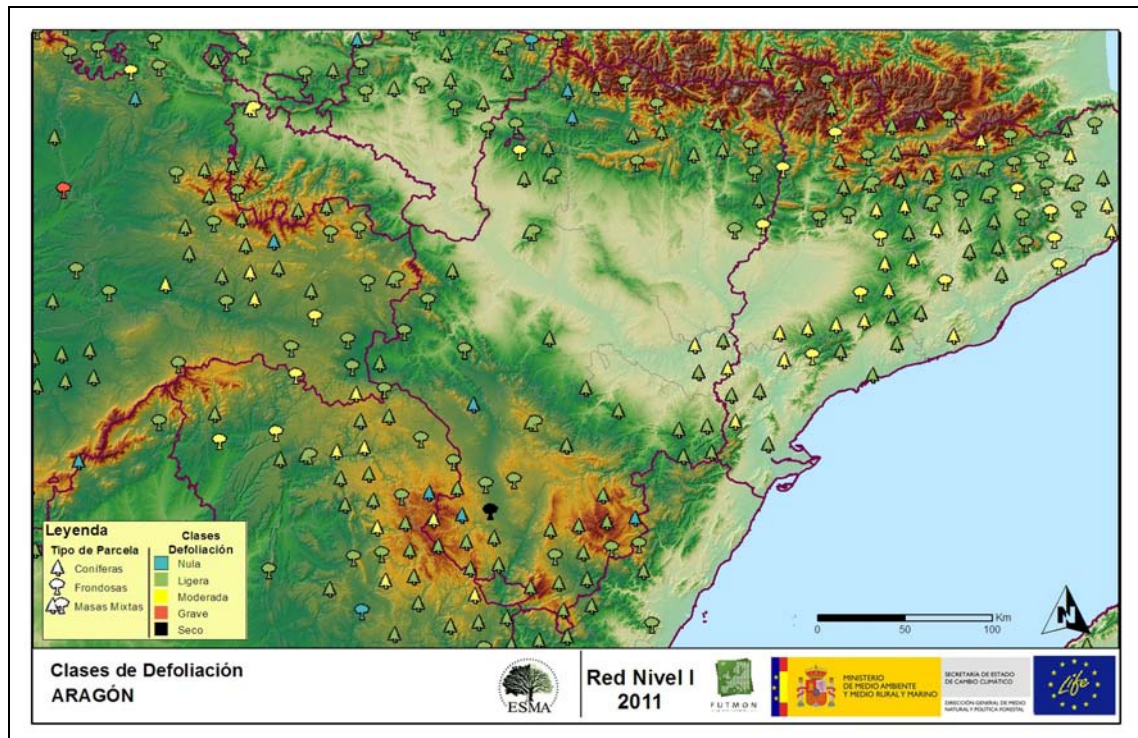 Leyenda
Tipo de Parcela
Coníferas
Frondosas
Masas Mixtas
Clases
Defoliación
Nula
Ligera
Moderada
Grave
Seco
0 50 100 Km
N
Clases de Defoliación
ARAGÓN
ESMA
Red Nivel I
2011
FUTMON
MINISTERIO
DE MEDIO AMBIENTE
Y MEDIO RURAL Y MARINO
SECRETARÍA DE ESTADO
DE CAMBIO CLIMÁTICO
DIRECCIÓN GENERAL DE MEDIO
NATURAL Y POLÍTICA FORESTAL
Life